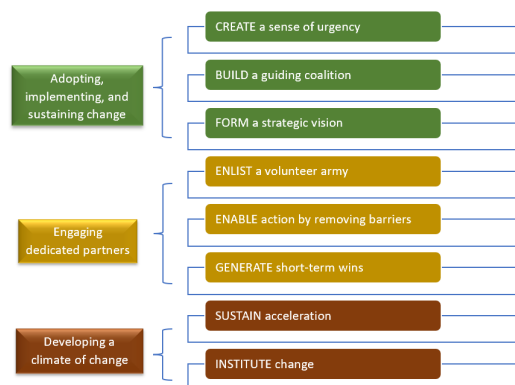 Adopting,
implementing, and
sustaining change
CREATE a sense of urgency
BUILD a guiding coalition
FORM a strategic vision
Engaging
dedicated partners
ENLIST a volunteer army
ENABLE action by removing barriers
GENERATE short-term wins
Developing a
climate of change
SUSTAIN acceleration
INSTITUTE change